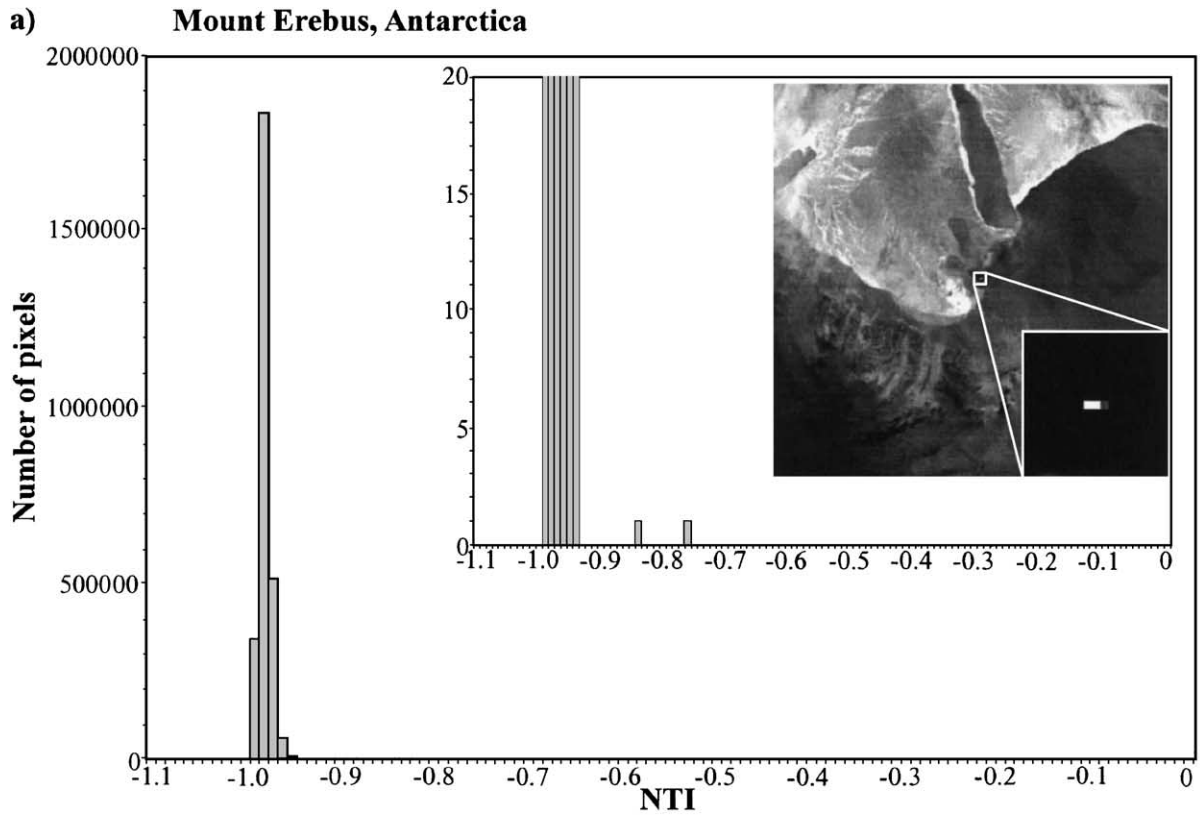 a)
Mount Erebus, Antarctica
2000000
1500000
1000000
500000
0
Number of pixels
20
15
10
5
0
-1.1 -1.0 -0.9 -0.8 -0.7 -0.6 -0.5 -0.4 -0.3 -0.2 -0.1 0
-1.1 -1.0 -0.9 -0.8 -0.7 -0.6 -0.5 -0.4 -0.3 -0.2 -0.1 0
NTI